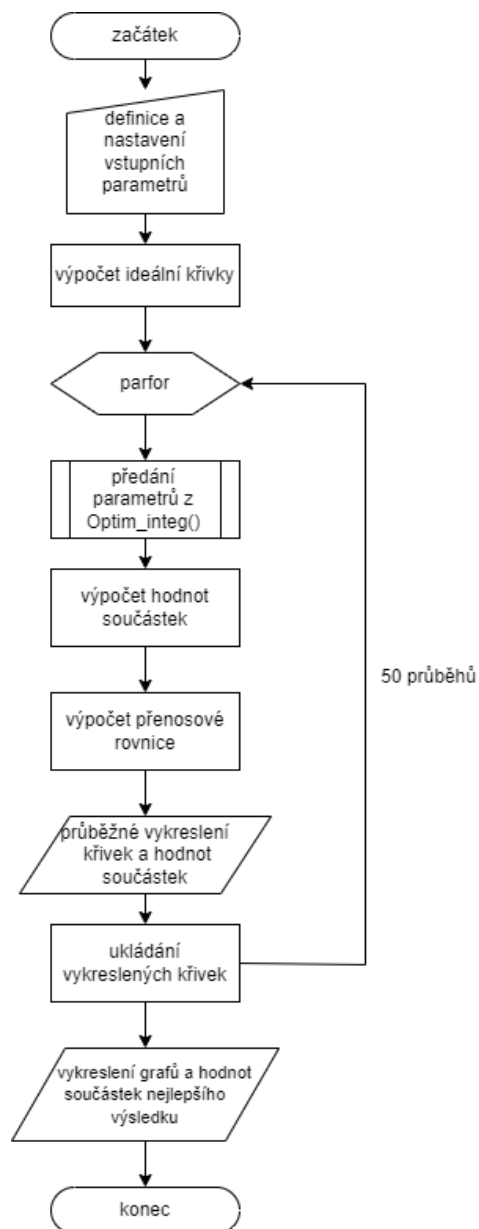 začátek
definice a
nastavení
vstupních
parametrů
výpočet ideální křivky
parfor
předání
parametrů z
Optim_integ()
výpočet hodnot
součástek
50 průběhů
výpočet přenosové
rovnice
průběžné vykreslení
křivek a hodnot
součástek
ukládání
vykreslených křivek
vykreslení grafů a hodnot
součástek nejlepšího
výsledku
konec